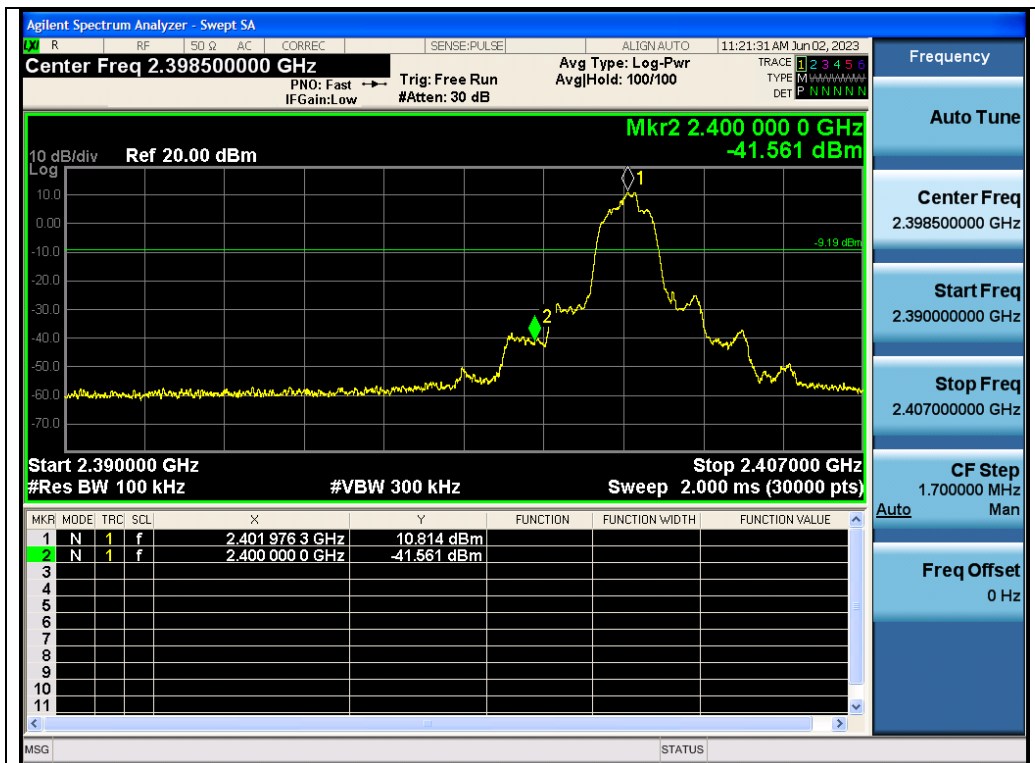 Agilent Spectrum Analyzer - Swept SA
LXI R RF 50 Ω AC CORREC SENSE:PULSE ALIGN AUTO 11:21:31 AM Jun 02, 2023
Center Freq 2.398500000 GHz
PNO: Fast
IFGain:Low
Trig: Free Run
#Atten: 30 dB
Avg Type: Log-Pwr
Avg|Hold: 100/100
TRACE 1 2 3 4 5 6
TYPE M
DET P N N N N N
Mkr2 2.400 000 0 GHz
-41.561 dBm
10 dB/div Ref 20.00 dBm
Log
1
10.0
0.00
-9.19 dBm
-10.0
-20.0
-30.0
2
-40.0
-50.0
-60.0
-70.0
Start 2.390000 GHz Stop 2.407000 GHz
#Res BW 100 kHz #VBW 300 kHz Sweep 2.000 ms (30000 pts)
MKR MODE TRC SCL X Y FUNCTION FUNCTION WIDTH FUNCTION VALUE
1 N 1 f 2.401 976 3 GHz 10.814 dBm
2 N 1 f 2.400 000 0 GHz -41.561 dBm
3
4
5
6
7
8
9
10
11
MSG STATUS
Frequency
Auto Tune
Center Freq
2.398500000 GHz
Start Freq
2.390000000 GHz
Stop Freq
2.407000000 GHz
CF Step
1.700000 MHz
Auto Man
Freq Offset
0 Hz